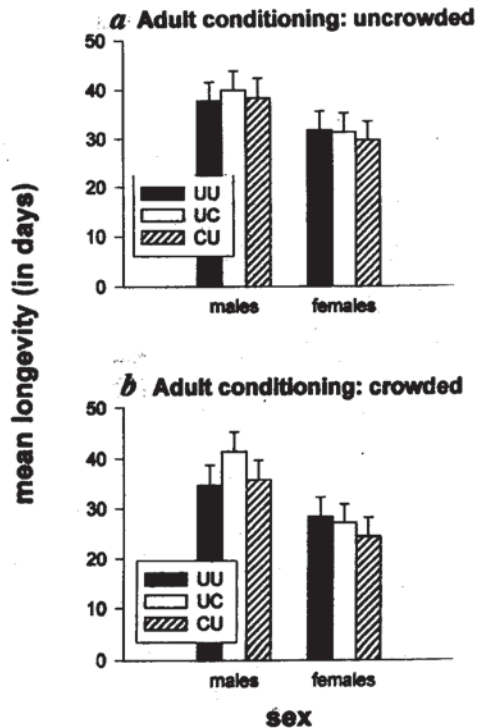 a Adult conditioning: uncrowded
50
40
30
20
10
0
UU
UC
CU
males
females
mean longevity (in days)
b Adult conditioning: crowded
50
40
30
20
10
0
UU
UC
CU
males
females
sex